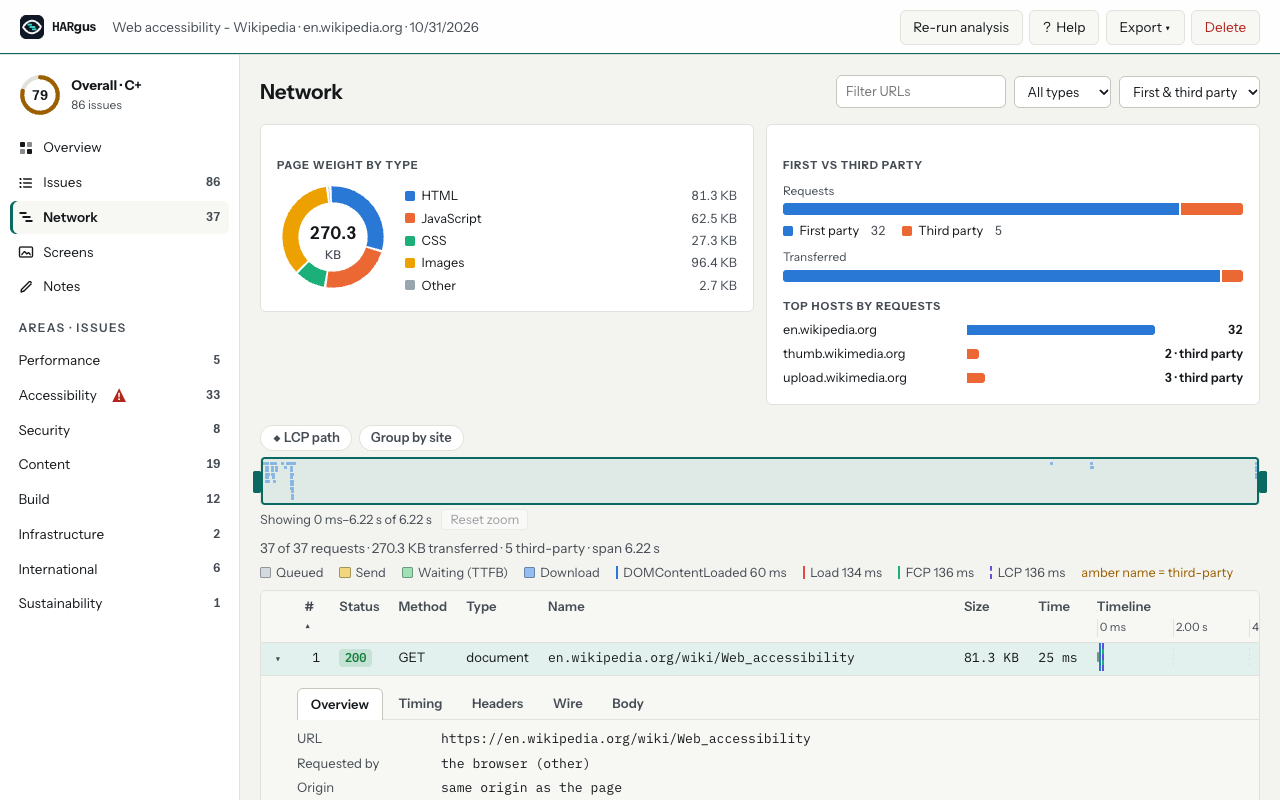 HARgus Web accessibility - Wikipedia · en.wikipedia.org · 10/31/2026 Re-run analysis ? Help Export ▾ Delete
79 Overall · C+
86 issues
Overview
Issues 86
Network 37
Screens
Notes
AREAS · ISSUES
Performance 5
Accessibility 33
Security 8
Content 19
Build 12
Infrastructure 2
International 6
Sustainability 1
Network Filter URLs All types First & third party
PAGE WEIGHT BY TYPE
270.3
KB
HTML 81.3 KB
JavaScript 62.5 KB
CSS 27.3 KB
Images 96.4 KB
Other 2.7 KB
FIRST VS THIRD PARTY
Requests
First party 32 Third party 5
Transferred
TOP HOSTS BY REQUESTS
en.wikipedia.org 32
thumb.wikimedia.org 2 · third party
upload.wikimedia.org 3 · third party
◆ LCP path Group by site
Showing 0 ms–6.22 s of 6.22 s Reset zoom
37 of 37 requests · 270.3 KB transferred · 5 third-party · span 6.22 s
Queued Send Waiting (TTFB) Download DOMContentLoaded 60 ms Load 134 ms FCP 136 ms LCP 136 ms amber name = third-party
# Status Method Type Name Size Time Timeline
▴ 0 ms 2.00 s 4
▾ 1 200 GET document en.wikipedia.org/wiki/Web_accessibility 81.3 KB 25 ms
Overview Timing Headers Wire Body
URL https://en.wikipedia.org/wiki/Web_accessibility
Requested by the browser (other)
Origin same origin as the page